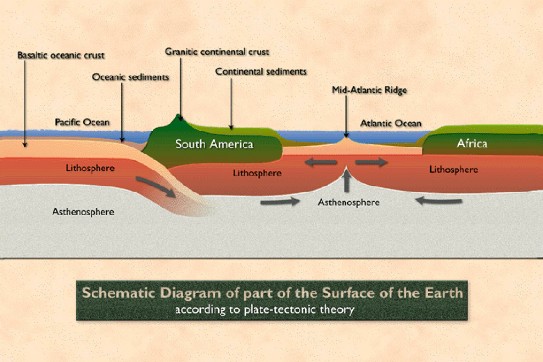 Granitic continental crust
Basaltic oceanic crust
Oceanic sediments
Continental sediments
Mid-Atlantic Ridge
Pacific Ocean
Atlantic Ocean
South America
Africa
Lithosphere
Lithosphere
Lithosphere
Asthenosphere
Asthenosphere
Schematic Diagram of part of the Surface of the Earth
according to plate-tectonic theory